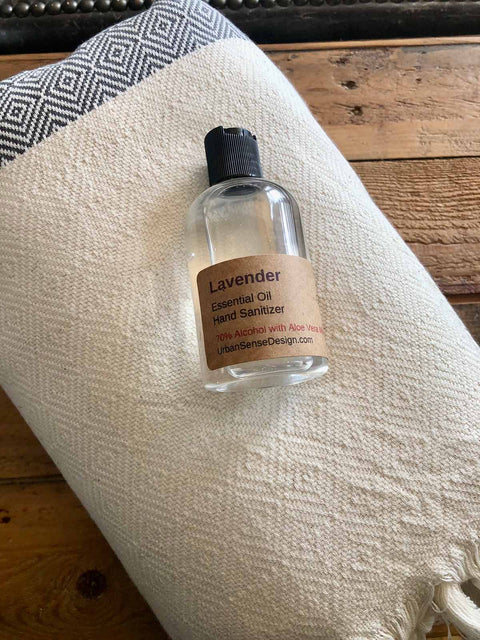 Lavender
Essential Oil
Hand Sanitizer
70% Alcohol with Aloe Vera
UrbanSenseDesign.com